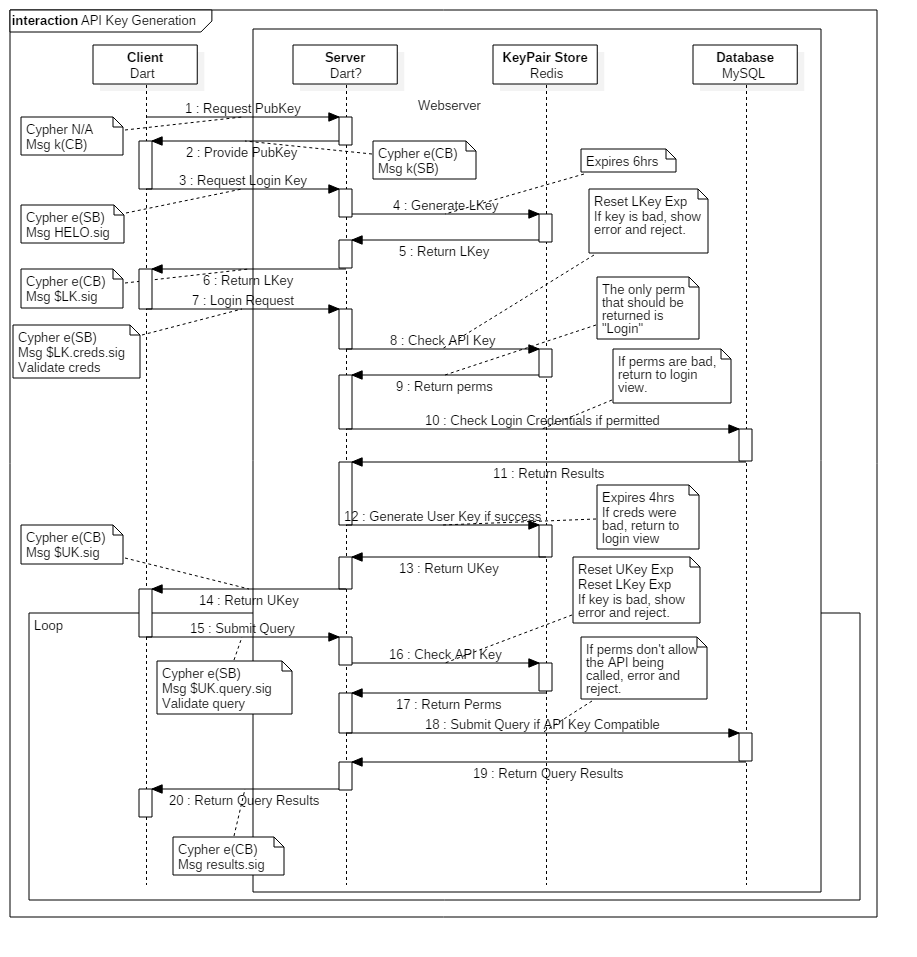 interaction API Key Generation
Client
Dart
Server
Dart?
KeyPair Store
Redis
Database
MySQL
Webserver
1 : Request PubKey
Cypher N/A
Msg k(CB)
2 : Provide PubKey
Cypher e(CB)
Msg k(SB)
Expires 6hrs
3 : Request Login Key
Cypher e(SB)
Msg HELO.sig
4 : Generate LKey
Reset LKey Exp
If key is bad, show
error and reject.
5 : Return LKey
6 : Return LKey
Cypher e(CB)
Msg $LK.sig
7 : Login Request
The only perm
that should be
returned is
"Login"
Cypher e(SB)
Msg $LK.creds.sig
Validate creds
8 : Check API Key
If perms are bad,
return to login
view.
9 : Return perms
10 : Check Login Credentials if permitted
11 : Return Results
Expires 4hrs
If creds were
bad, return to
login view
12 : Generate User Key if success
Cypher e(CB)
Msg $UK.sig
13 : Return UKey
Reset UKey Exp
Reset LKey Exp
If key is bad, show
error and reject.
14 : Return UKey
Loop
15 : Submit Query
16 : Check API Key
If perms don't allow
the API being
called, error and
reject.
Cypher e(SB)
Msg $UK.query.sig
Validate query
17 : Return Perms
18 : Submit Query if API Key Compatible
19 : Return Query Results
20 : Return Query Results
Cypher e(CB)
Msg results.sig